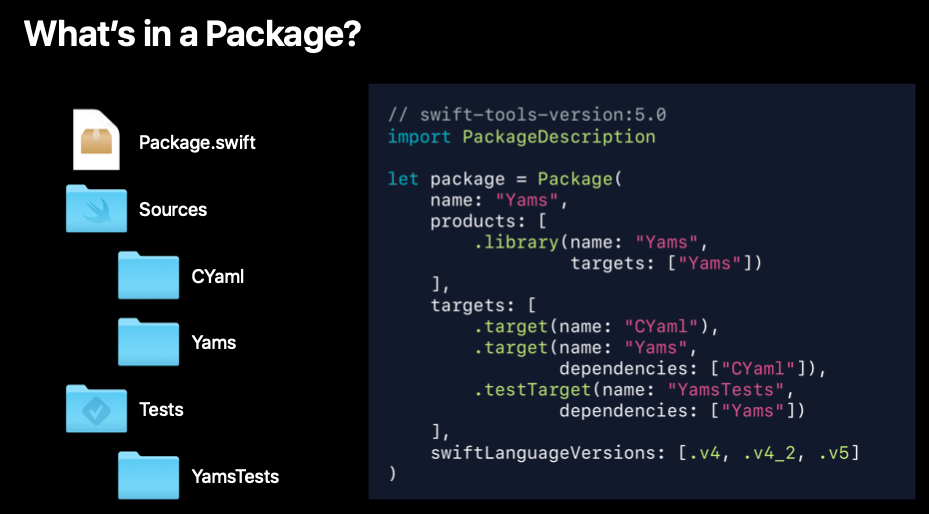 What's in a Package?
Package.swift
Sources
CYaml
Yams
Tests
YamsTests
// swift-tools-version:5.0
import PackageDescription
let package = Package(
    name: "Yams",
    products: [
        .library(name: "Yams",
                 targets: ["Yams"])
    ],
    targets: [
        .target(name: "CYaml"),
        .target(name: "Yams",
                dependencies: ["CYaml"]),
        .testTarget(name: "YamsTests",
                dependencies: ["Yams"])
    ],
    swiftLanguageVersions: [.v4, .v4_2, .v5]
)